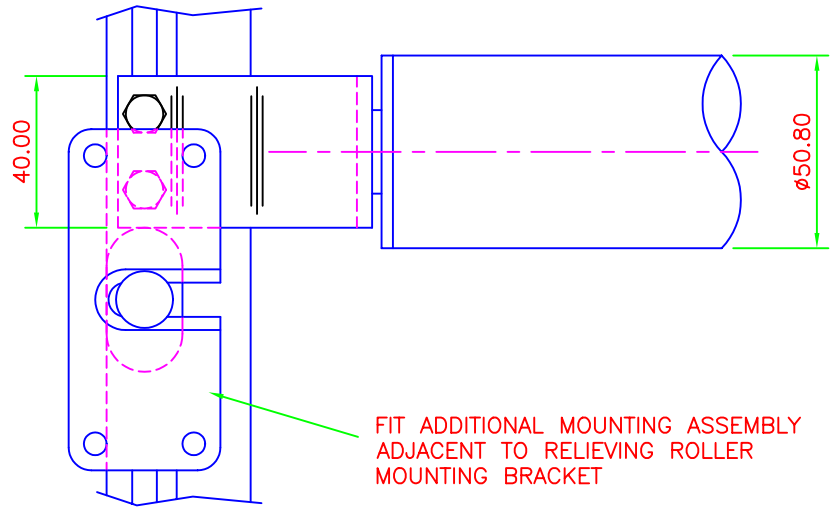 40.00
ø50.80
FIT ADDITIONAL MOUNTING ASSEMBLY
ADJACENT TO RELIEVING ROLLER
MOUNTING BRACKET